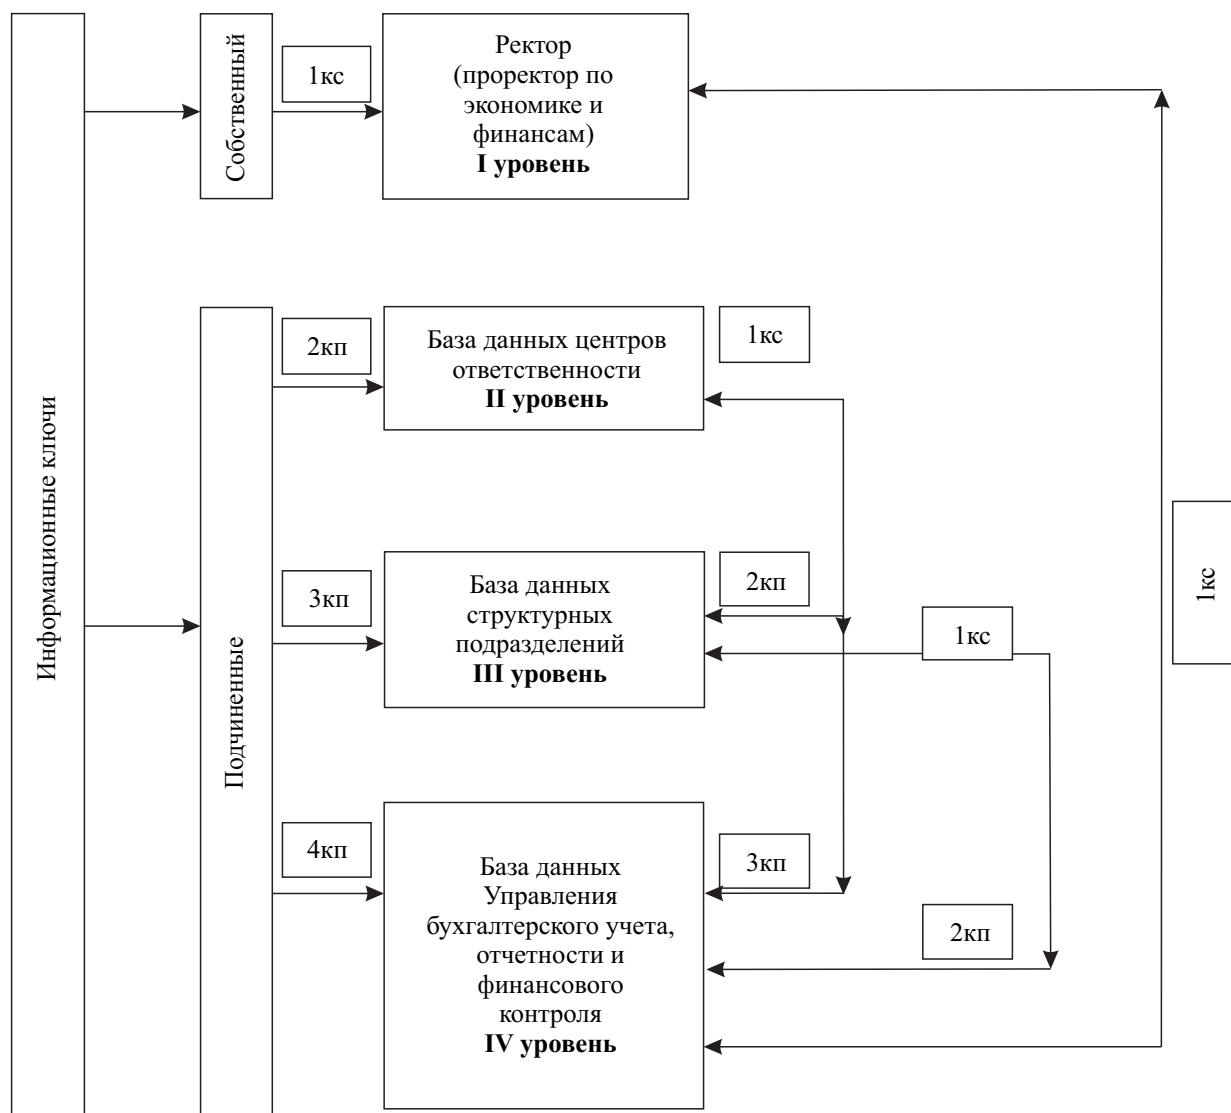 Информационные ключи
Собственный
1кс
Ректор
(проректор по
экономике и
финансам)
I уровень
Подчиненные
2кп
База данных центров
ответственности
II уровень
1кс
3кп
База данных
структурных
подразделений
III уровень
2кп
1кс
1кс
4кп
База данных
Управления
бухгалтерского учета,
отчетности и
финансового
контроля
IV уровень
3кп
2кп